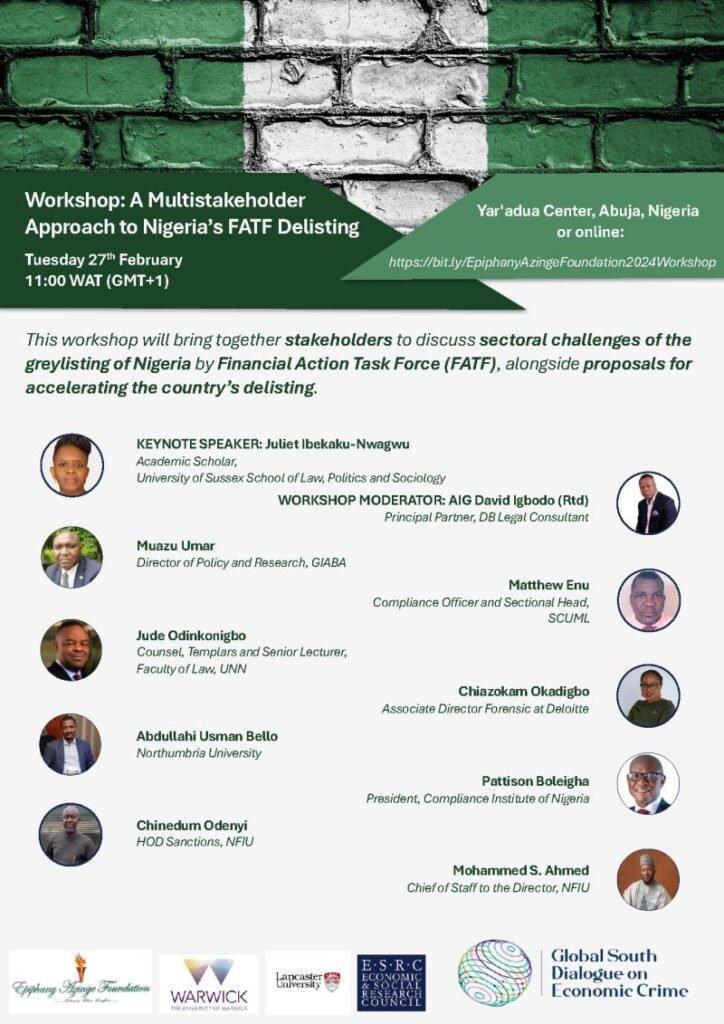 Workshop: A Multistakeholder
Approach to Nigeria's FATF Delisting
Tuesday 27th February
11:00 WAT (GMT+1)
Yar'adua Center, Abuja, Nigeria
or online:
https://bit.ly/EpiphanyAzingeFoundation2024Workshop
This workshop will bring together stakeholders to discuss sectoral challenges of the
greylisting of Nigeria by Financial Action Task Force (FATF), alongside proposals for
accelerating the country's delisting.
KEYNOTE SPEAKER: Juliet Ibekaku-Nwagwu
Academic Scholar,
University of Sussex School of Law, Politics and Sociology
WORKSHOP MODERATOR: AIG David Igbodo (Rtd)
Principal Partner, DB Legal Consultant
Muazu Umar
Director of Policy and Research, GIABA
Matthew Enu
Compliance Officer and Sectional Head,
SCUML
Jude Odinkonigbo
Counsel, Templars and Senior Lecturer,
Faculty of Law, UNN
Chiazokam Okadigbo
Associate Director Forensic at Deloitte
Abdullahi Usman Bello
Northumbria University
Pattison Boleigha
President, Compliance Institute of Nigeria
Chinedum Odenyi
HOD Sanctions, NFIU
Mohammed S. Ahmed
Chief of Staff to the Director, NFIU
Epiphany Azinge Foundation
WARWICK
THE UNIVERSITY OF WARWICK
Lancaster
University
E·S·R·C
ECONOMIC
& SOCIAL
RESEARCH
COUNCIL
Global South
Dialogue on
Economic Crime